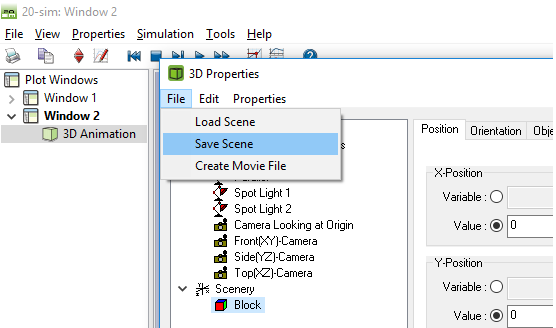 20-sim: Window 2
File View Properties Simulation Tools Help
Plot Windows
Window 1
Window 2
3D Animation
3D Properties
File Edit Properties
Load Scene
Save Scene
Create Movie File
Spot Light 1
Spot Light 2
Camera Looking at Origin
Front(XY)-Camera
Side(YZ)-Camera
Top(XZ)-Camera
Scenery
Block
Position Orientation
X-Position
Variable :
Value : 0
Y-Position
Variable :
Value : 0